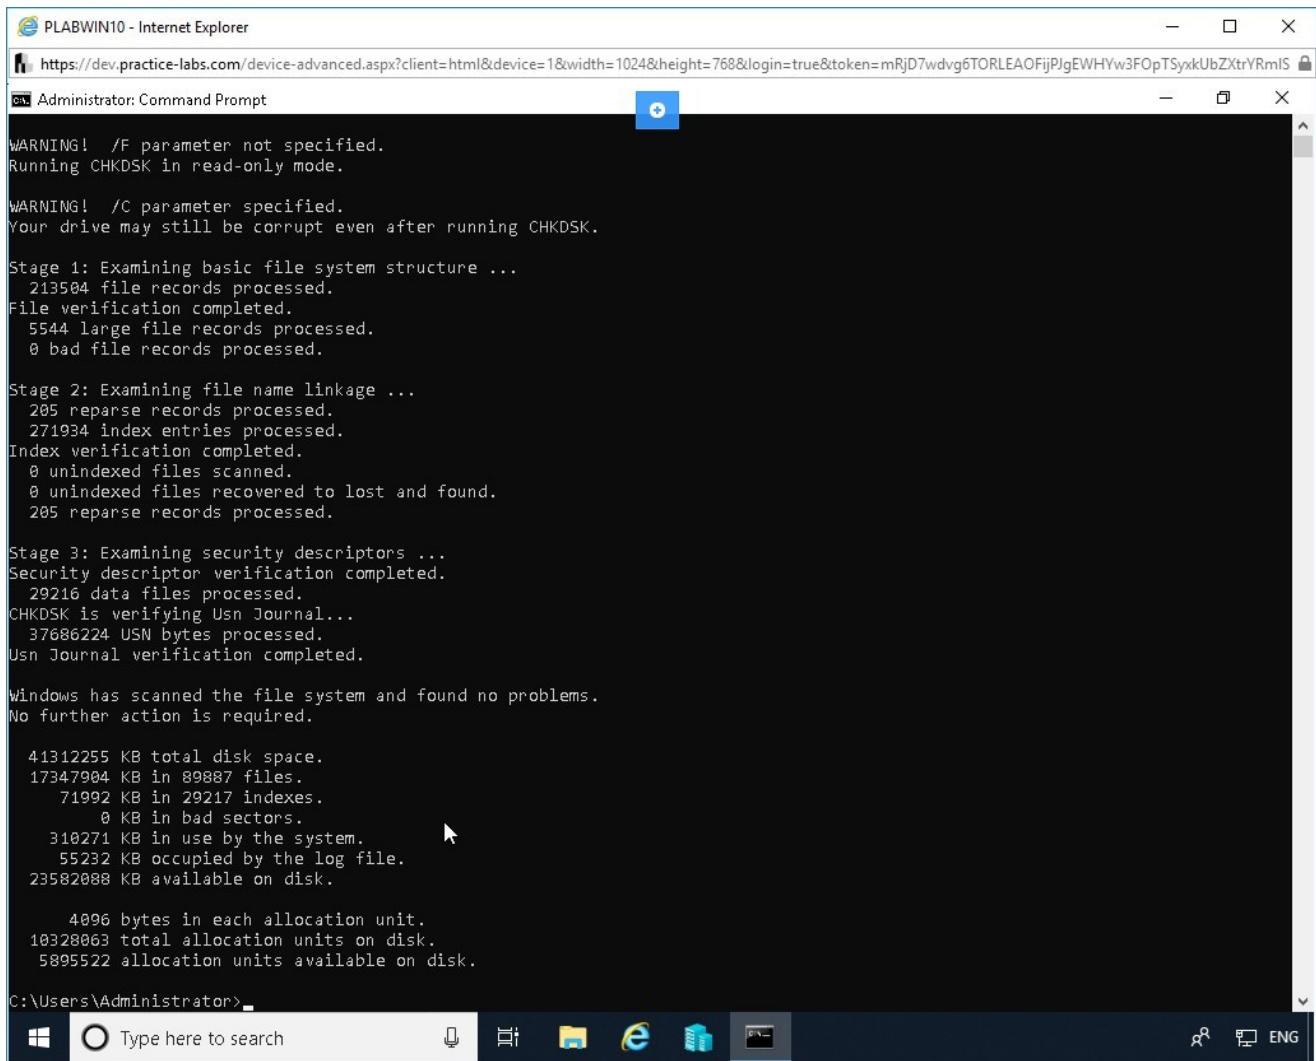 PLABWIN10 - Internet Explorer
https://dev.practice-labs.com/device-advanced.aspx?client=html&device=1&width=1024&height=768&login=true&token=mRjD7wdvg6TORLEAOFijPJgEWHYw3FOpTSyxkUbZXtrYRmIS
Administrator: Command Prompt
WARNING!  /F parameter not specified.
Running CHKDSK in read-only mode.
WARNING!  /C parameter specified.
Your drive may still be corrupt even after running CHKDSK.
Stage 1: Examining basic file system structure ...
213504 file records processed.
File verification completed.
5544 large file records processed.
0 bad file records processed.
Stage 2: Examining file name linkage ...
205 reparse records processed.
271934 index entries processed.
Index verification completed.
0 unindexed files scanned.
0 unindexed files recovered to lost and found.
205 reparse records processed.
Stage 3: Examining security descriptors ...
Security descriptor verification completed.
29216 data files processed.
CHKDSK is verifying Usn Journal...
37686224 USN bytes processed.
Usn Journal verification completed.
Windows has scanned the file system and found no problems.
No further action is required.
41312255 KB total disk space.
17347904 KB in 89887 files.
71992 KB in 29217 indexes.
0 KB in bad sectors.
310271 KB in use by the system.
55232 KB occupied by the log file.
23582088 KB available on disk.
4096 bytes in each allocation unit.
10328063 total allocation units on disk.
5895522 allocation units available on disk.
C:\Users\Administrator>
Type here to search
ENG